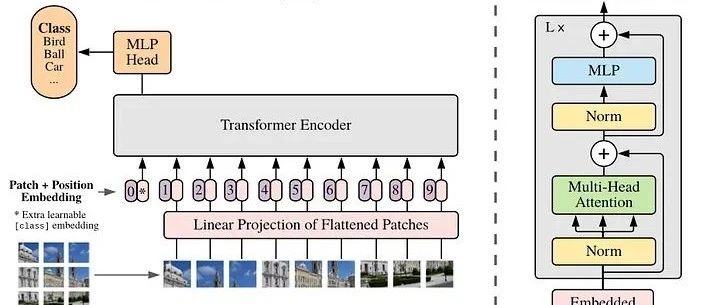 Class
Bird
Ball
Car
...
MLP
Head
Transformer Encoder
Patch + Position
Embedding
* Extra learnable
[class] embedding
0 * 1 2 3 4 5 6 7 8 9
Linear Projection of Flattened Patches
L x
+
MLP
Norm
+
Multi-Head
Attention
Norm
Embedded